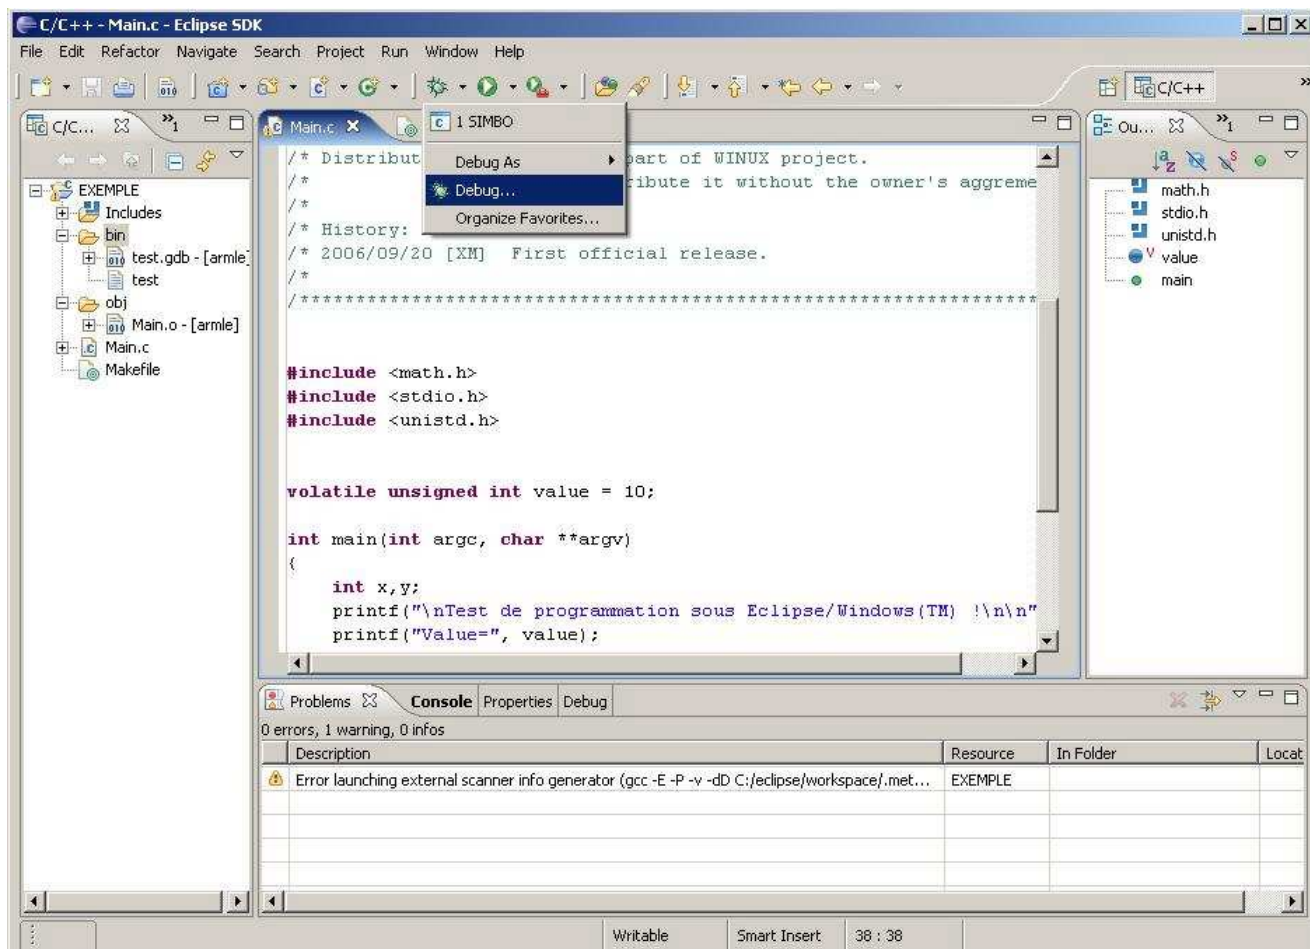 C/C++ - Main.c - Eclipse SDK
File Edit Refactor Navigate Search Project Run Window Help
C/C++
C/C...
1
EXEMPLE
Includes
bin
test.gdb - [armle]
test
obj
Main.o - [armle]
Main.c
Makefile
Main.c
1 SIMBO
Debug As
Debug...
Organize Favorites...
/* Distribut part of WINUX project.
/* ribute it without the owner's aggreme
/*
/* History:
/* 2006/09/20 [XM] First official release.
/*
/*******************************************************************
#include <math.h>
#include <stdio.h>
#include <unistd.h>
volatile unsigned int value = 10;
int main(int argc, char **argv)
{
int x,y;
printf("\nTest de programmation sous Eclipse/Windows(TM) !\n\n"
printf("Value=", value);
Ou...
1
math.h
stdio.h
unistd.h
value
main
Problems Console Properties Debug
0 errors, 1 warning, 0 infos
Description Resource In Folder Locat
Error launching external scanner info generator (gcc -E -P -v -dD C:/eclipse/workspace/.met... EXEMPLE
Writable Smart Insert 38 : 38